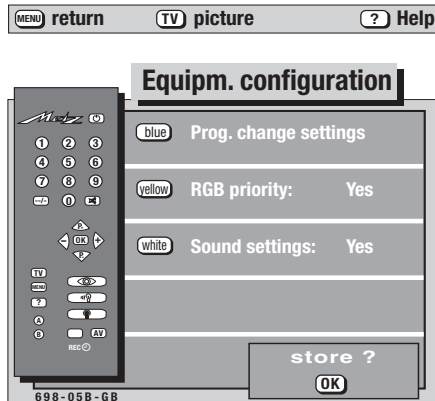 MENU return TV picture ? Help
Equipm. configuration
Metz
1 2 3
4 5 6
7 8 9
-/-- 0
P.
- OK +
P.
TV
MENU
?
A
B AV
REC
blue Prog. change settings
yellow RGB priority: Yes
white Sound settings: Yes
store ?
OK
698-05B-GB